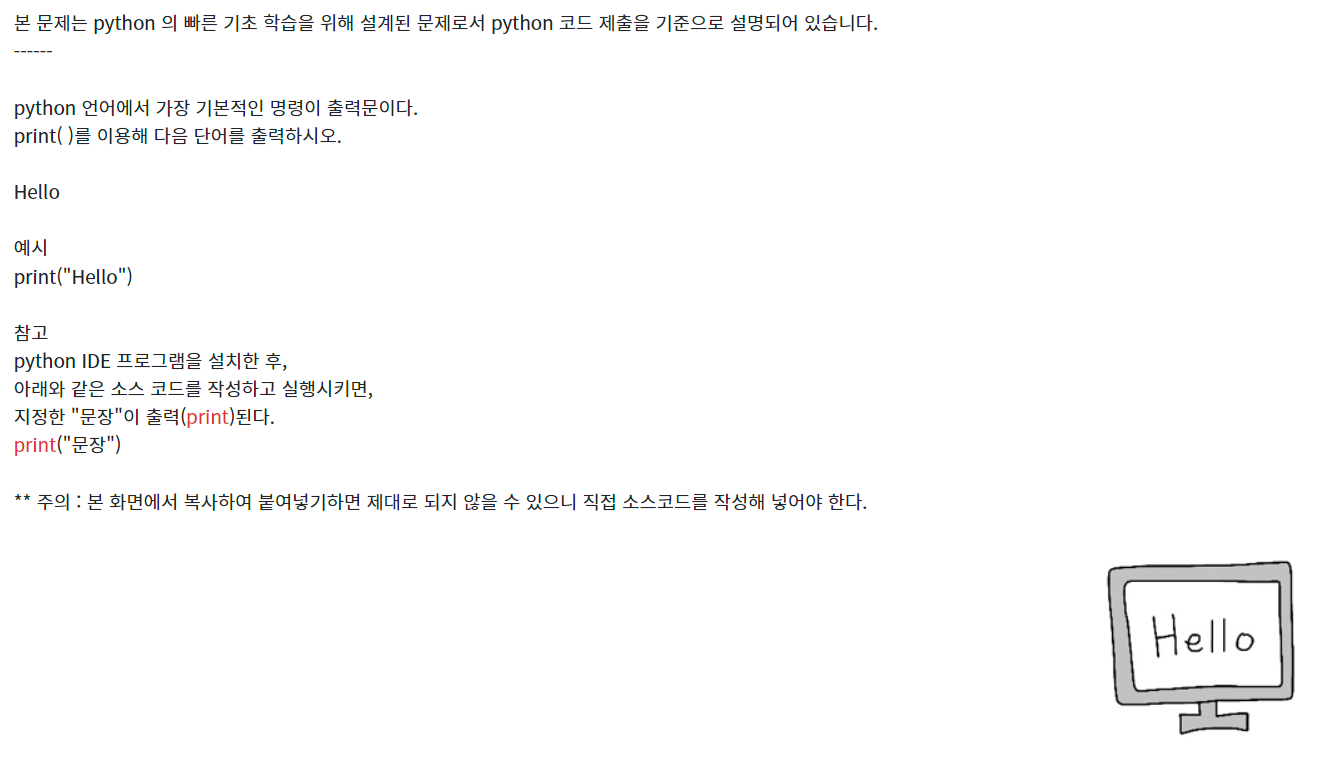 본 문제는 python 의 빠른 기초 학습을 위해 설계된 문제로서 python 코드 제출을 기준으로 설명되어 있습니다.
------
python 언어에서 가장 기본적인 명령이 출력문이다.
print( )를 이용해 다음 단어를 출력하시오.
Hello
예시
print("Hello")
참고
python IDE 프로그램을 설치한 후,
아래와 같은 소스 코드를 작성하고 실행시키면,
지정한 "문장"이 출력(print)된다.
print("문장")
** 주의 : 본 화면에서 복사하여 붙여넣기하면 제대로 되지 않을 수 있으니 직접 소스코드를 작성해 넣어야 한다.
Hello